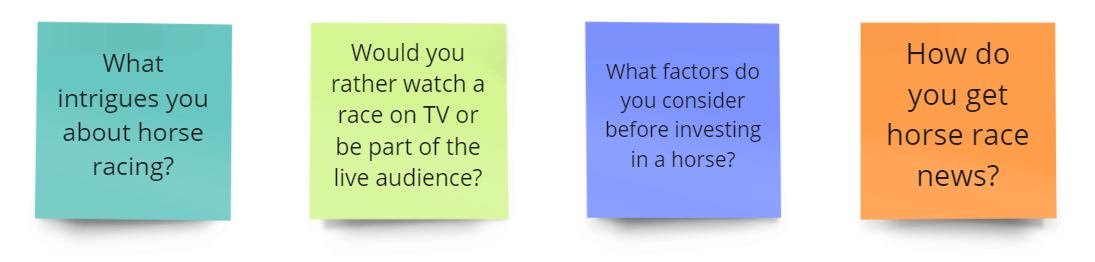 What
intrigues you
about horse
racing?
Would you
rather watch a
race on TV or
be part of the
live audience?
What factors do
you consider
before investing
in a horse?
How do
you get
horse race
news?